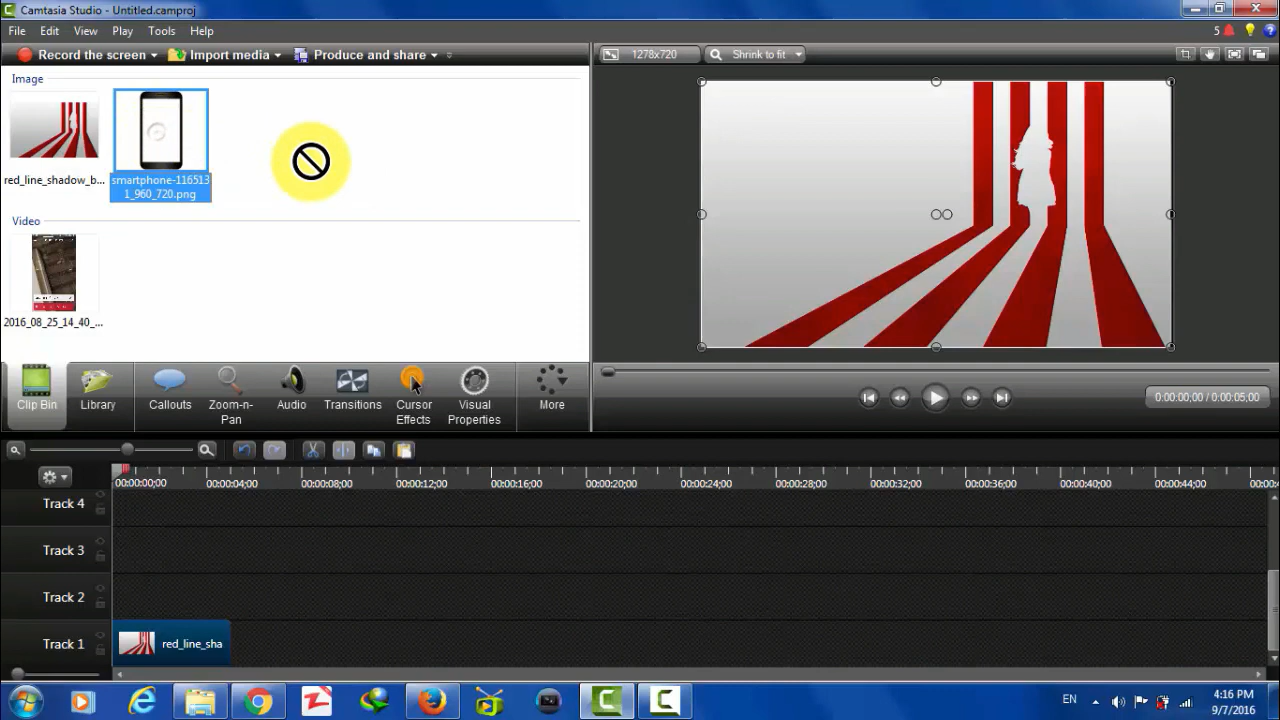 Camtasia Studio - Untitled.camproj
File Edit View Play Tools Help
5
Record the screen Import media Produce and share
1278x720 Shrink to fit
Image
red_line_shadow_b...
smartphone-116513
1_960_720.png
Video
2016_08_25_14_40_...
Clip Bin Library Callouts Zoom-n-Pan Audio Transitions Cursor Effects Visual Properties More
0:00:00;00 / 0:00:05;00
00:00:00;00 00:00:04;00 00:00:08;00 00:00:12;00 00:00:16;00 00:00:20;00 00:00:24;00 00:00:28;00 00:00:32;00 00:00:36;00 00:00:40;00 00:00:44;00
Track 4
Track 3
Track 2
Track 1 red_line_sha
EN
4:16 PM
9/7/2016